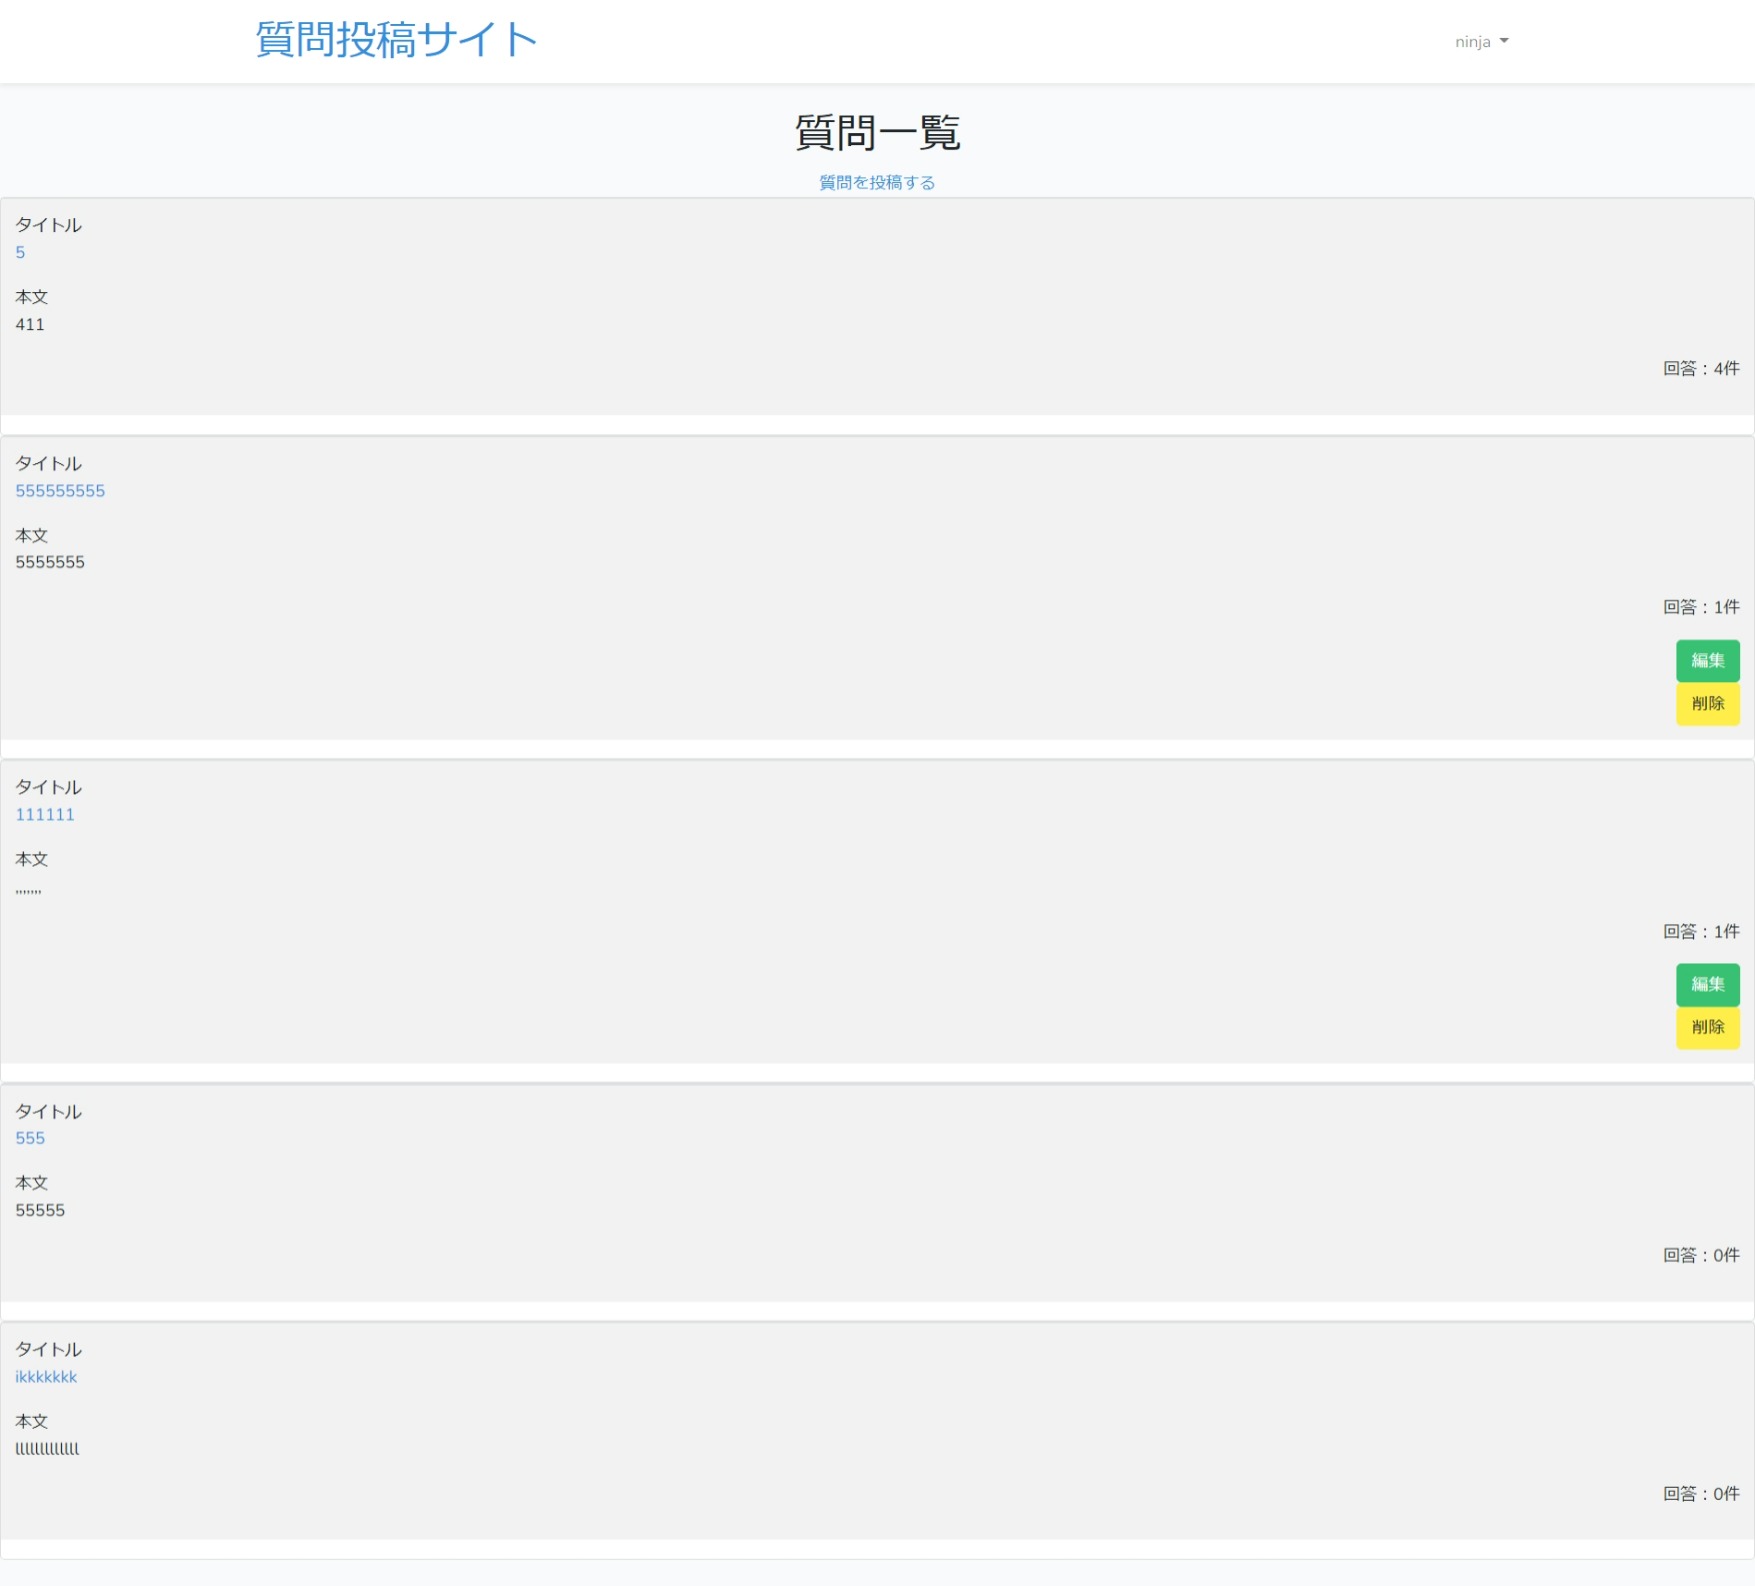 質問投稿サイト
ninja
質問一覧
質問を投稿する
タイトル
5
本文
411
回答：4件
タイトル
555555555
本文
5555555
回答：1件
編集
削除
タイトル
111111
本文
,,,,,,,
回答：1件
編集
削除
タイトル
555
本文
55555
回答：0件
タイトル
ikkkkkkk
本文
lllllllllllll
回答：0件